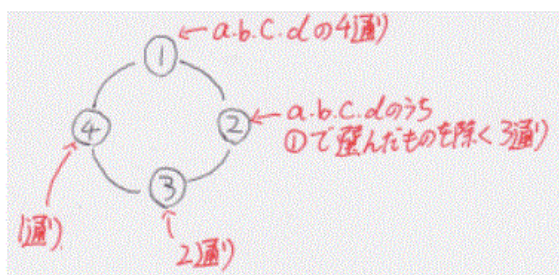 ① ← a.b.c.dの4通り
② ← a.b.c.dのうち
①で選んだものを除く3通り
④
③
1通り
2通り